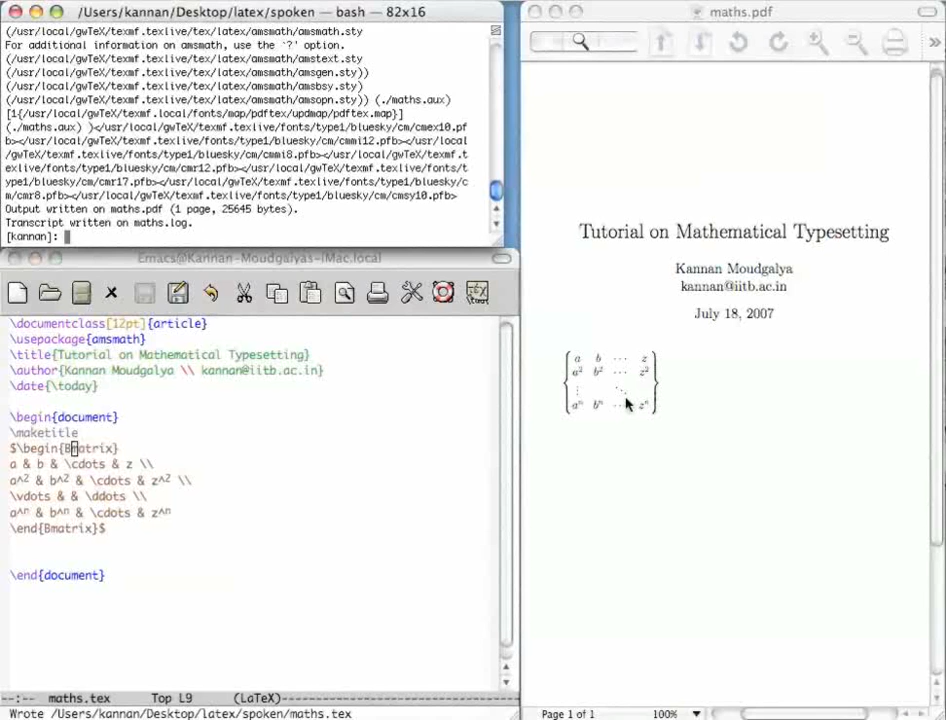 /Users/kannan/Desktop/latex/spoken — bash — 82x16
(/usr/local/gwTeX/texmf.texlive/tex/latex/amsmath/amsmath.sty
For additional information on amsmath, use the `?' option.
(/usr/local/gwTeX/texmf.texlive/tex/latex/amsmath/amstext.sty
(/usr/local/gwTeX/texmf.texlive/tex/latex/amsmath/amsgen.sty))
(/usr/local/gwTeX/texmf.texlive/tex/latex/amsmath/amsbsy.sty)
(/usr/local/gwTeX/texmf.texlive/tex/latex/amsmath/amsopn.sty)) (./maths.aux)
[1{/usr/local/gwTeX/texmf.local/fonts/map/pdftex/updmap/pdftex.map}]
(./maths.aux) )</usr/local/gwTeX/texmf.texlive/fonts/type1/bluesky/cm/cmex10.pf
b></usr/local/gwTeX/texmf.texlive/fonts/type1/bluesky/cm/cmmi12.pfb></usr/local
/gwTeX/texmf.texlive/fonts/type1/bluesky/cm/cmmi8.pfb></usr/local/gwTeX/texmf.t
exlive/fonts/type1/bluesky/cm/cmr12.pfb></usr/local/gwTeX/texmf.texlive/fonts/t
ype1/bluesky/cm/cmr17.pfb></usr/local/gwTeX/texmf.texlive/fonts/type1/bluesky/c
m/cmr8.pfb></usr/local/gwTeX/texmf.texlive/fonts/type1/bluesky/cm/cmsy10.pfb>
Output written on maths.pdf (1 page, 25645 bytes).
Transcript written on maths.log.
[kannan]:
Emacs@Kannan-Moudgalyas-iMac.local
\documentclass[12pt]{article}
\usepackage{amsmath}
\title{Tutorial on Mathematical Typesetting}
\author{Kannan Moudgalya \\ kannan@iitb.ac.in}
\date{\today}
\begin{document}
\maketitle
$\begin{Bmatrix}
a & b & \cdots & z \\
a^2 & b^2 & \cdots & z^2 \\
\vdots & & \ddots \\
a^n & b^n & \cdots & z^n
\end{Bmatrix}$
\end{document}
--:-- maths.tex Top L9 (LaTeX)
Wrote /Users/kannan/Desktop/latex/spoken/maths.tex
maths.pdf
Tutorial on Mathematical Typesetting
Kannan Moudgalya
kannan@iitb.ac.in
July 18, 2007
a b ⋯ z
a² b² ⋯ z²
⋮ ⋱
aⁿ bⁿ ⋯ zⁿ
Page 1 of 1 100%